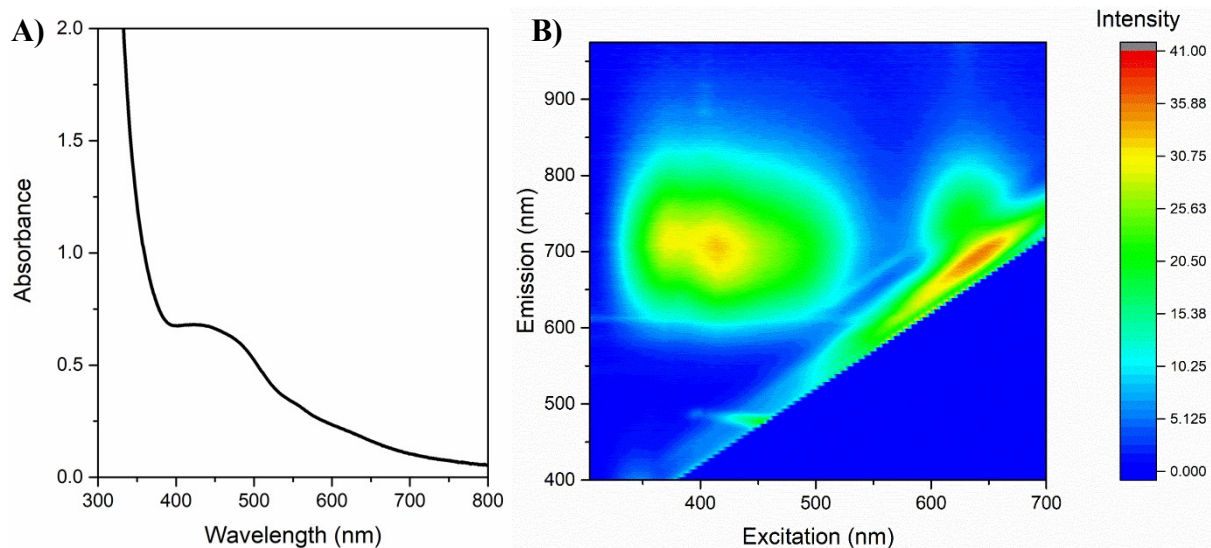 A)
2.0
1.5
1.0
0.5
0.0
Absorbance
300 400 500 600 700 800
Wavelength (nm)
B)
900
800
700
600
500
400
Emission (nm)
400 500 600 700
Excitation (nm)
Intensity
41.00
35.88
30.75
25.63
20.50
15.38
10.25
5.125
0.000